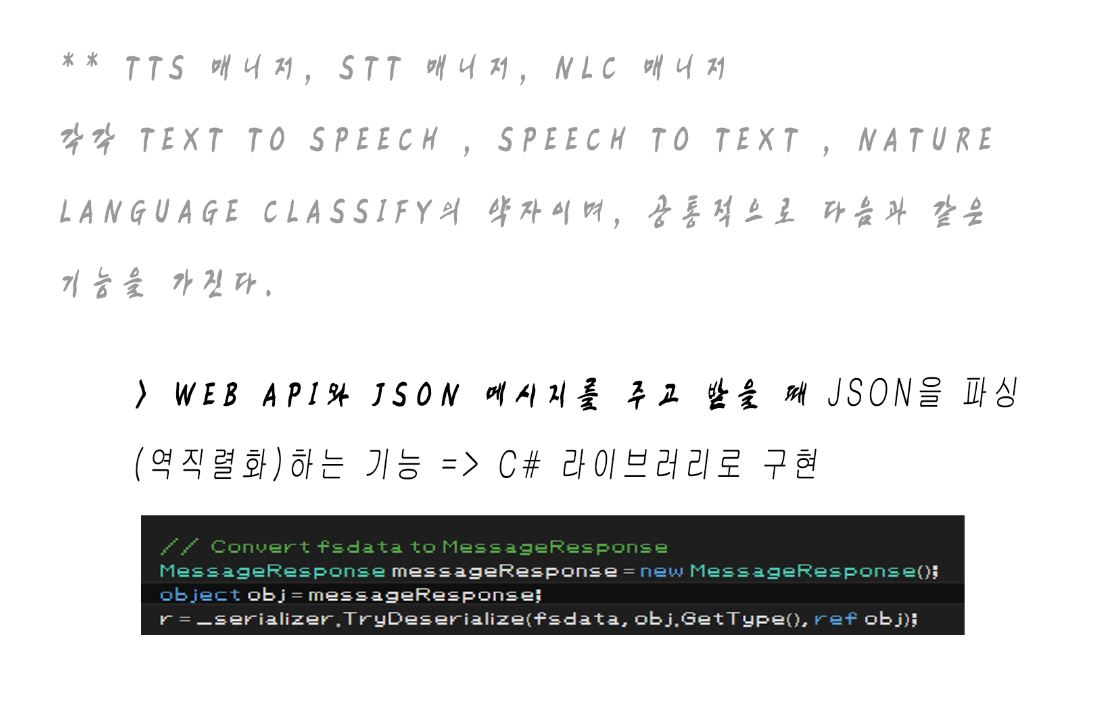 ** TTS 매니저, STT 매니저, NLC 매니저
각각 TEXT TO SPEECH , SPEECH TO TEXT , NATURE
LANGUAGE CLASSIFY의 약자이며, 공통적으로 다음과 같은
기능을 가진다.
> WEB API와 JSON 메시지를 주고 받을 때 JSON을 파싱
(역직렬화)하는 기능 => C# 라이브러리로 구현
// Convert fsdata to MessageResponse
MessageResponse messageResponse = new MessageResponse();
object obj = messageResponse;
r = _serializer.TryDeserialize(fsdata, obj.GetType(), ref obj);